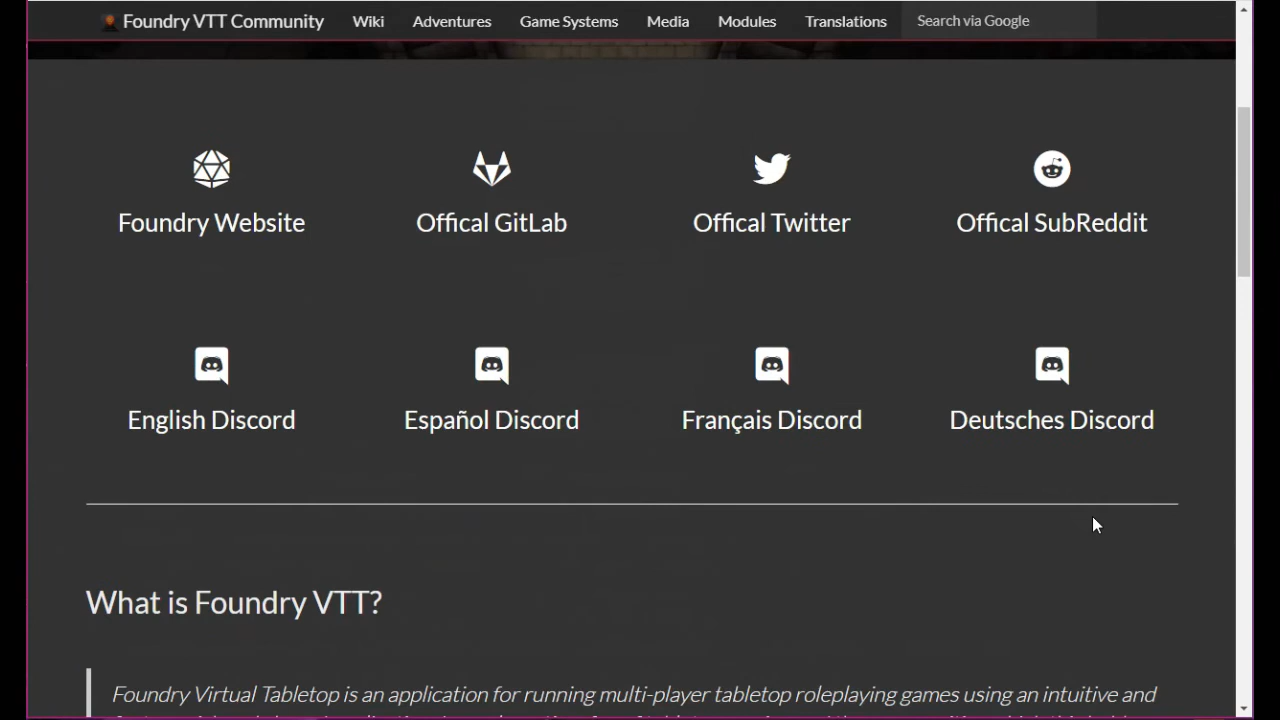 Foundry VTT Community Wiki Adventures Game Systems Media Modules Translations Search via Google
Foundry Website Offical GitLab Offical Twitter Offical SubReddit
English Discord Español Discord Français Discord Deutsches Discord
What is Foundry VTT?
Foundry Virtual Tabletop is an application for running multi-player tabletop roleplaying games using an intuitive and